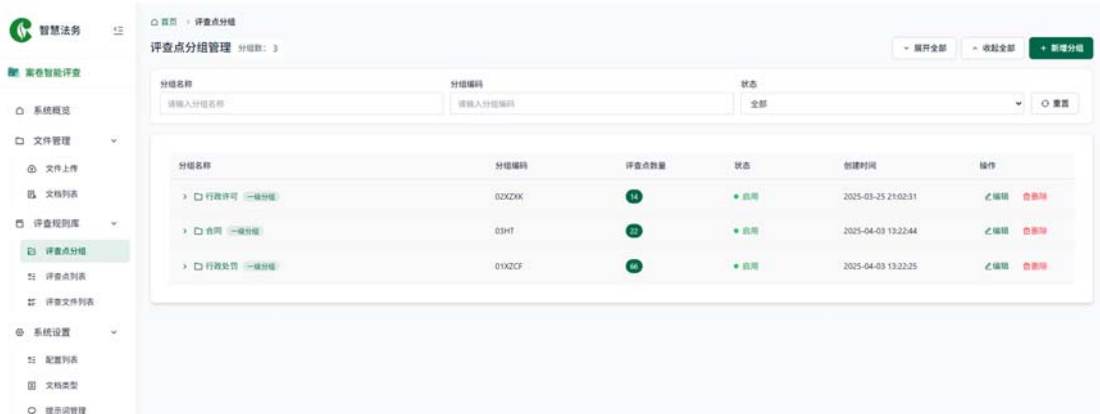 智慧法务
案卷智能评查
系统概览
文件管理
文件上传
文档列表
评查规则库
评查点分组
评查点列表
评查文件列表
系统设置
配置列表
文档类型
提示词管理
首页 > 评查点分组
评查点分组管理 分组数: 3
展开全部 收起全部 + 新增分组
分组名称 分组编码 状态
请输入分组名称 请输入分组编码 全部 重置
分组名称 分组编码 评查点数量 状态 创建时间 操作
行政许可 一级分组 02XZXK 14 启用 2025-03-25 21:02:31 编辑 删除
合同 一级分组 03HT 22 启用 2025-04-03 13:22:44 编辑 删除
行政处罚 一级分组 01XZCF 66 启用 2025-04-03 13:22:25 编辑 删除